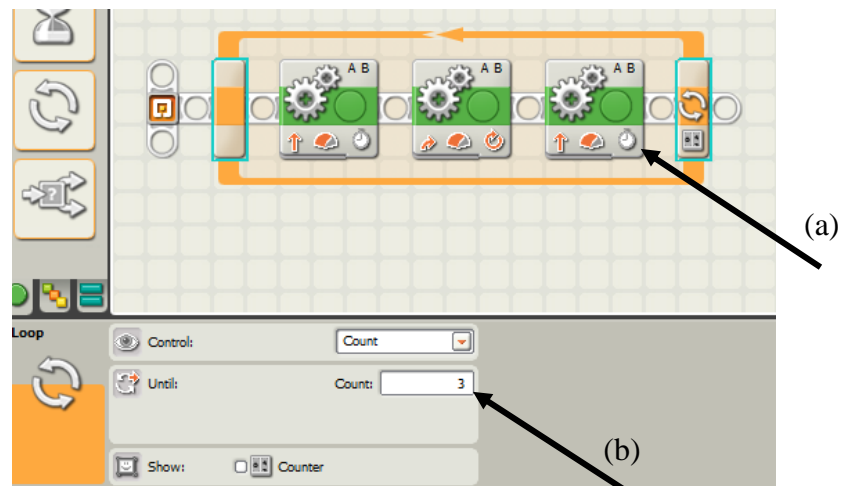 A B A B A B
(a)
Loop
Control: Count
Until: Count: 3
(b)
Show: Counter